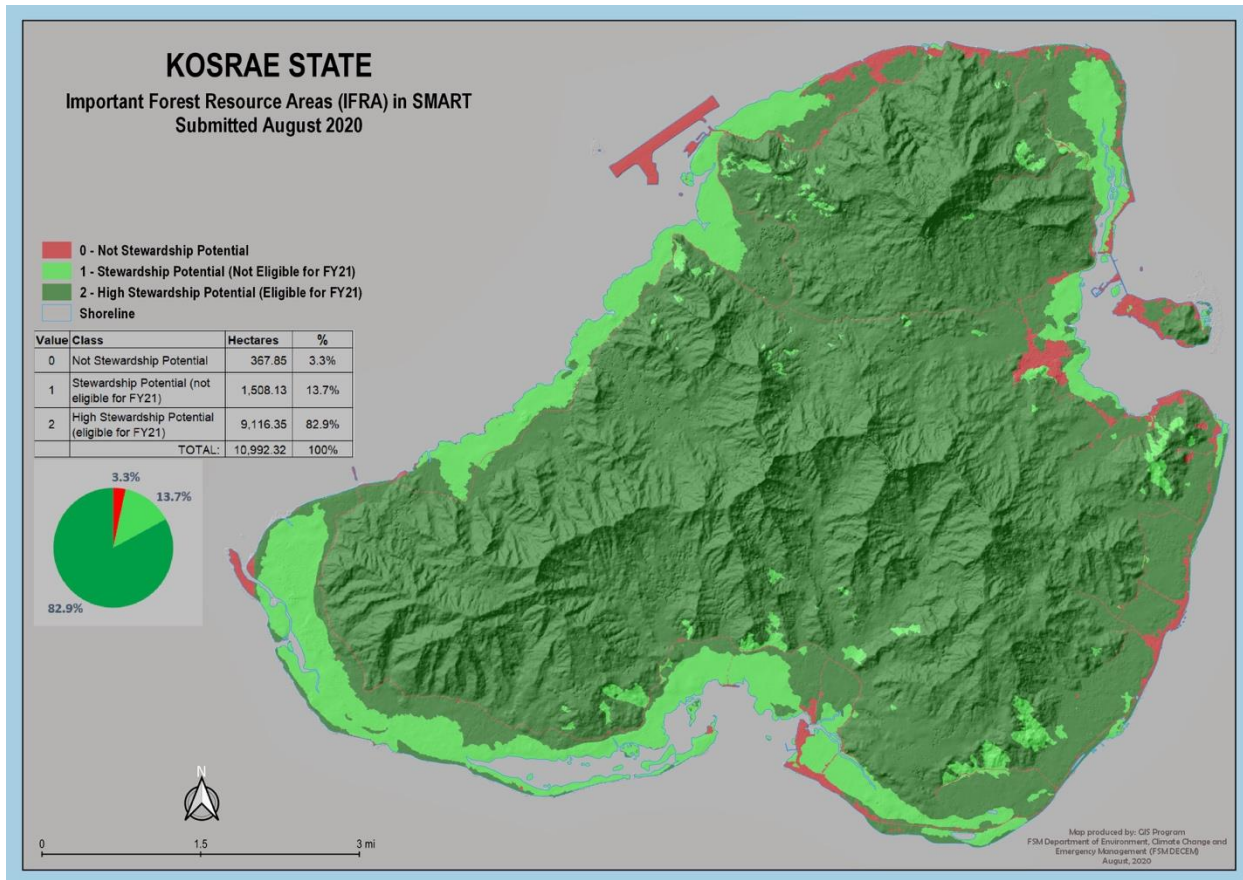 KOSRAE STATE
Important Forest Resource Areas (IFRA) in SMART
Submitted August 2020
0 - Not Stewardship Potential
1 - Stewardship Potential (Not Eligible for FY21)
2 - High Stewardship Potential (Eligible for FY21)
Shoreline
Value Class Hectares %
0 Not Stewardship Potential 367.85 3.3%
1 Stewardship Potential (not eligible for FY21) 1,508.13 13.7%
2 High Stewardship Potential (eligible for FY21) 9,116.35 82.9%
TOTAL: 10,992.32 100%
3.3%
13.7%
82.9%
N
0 1.5 3 mi
Map produced by: GIS Program
FSM Department of Environment, Climate Change and
Emergency Management (FSM DECEM)
August, 2020